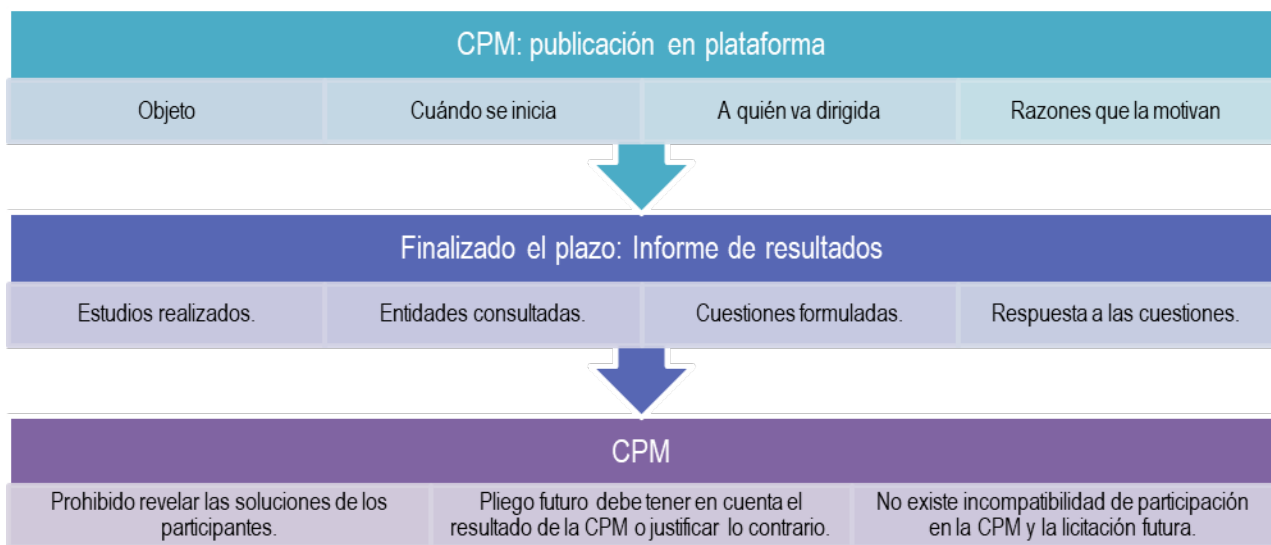 CPM: publicación en plataforma
Objeto
Cuándo se inicia
A quién va dirigida
Razones que la motivan
Finalizado el plazo: Informe de resultados
Estudios realizados.
Entidades consultadas.
Cuestiones formuladas.
Respuesta a las cuestiones.
CPM
Prohibido revelar las soluciones de los
participantes.
Pliego futuro debe tener en cuenta el
resultado de la CPM o justificar lo contrario.
No existe incompatibilidad de participación
en la CPM y la licitación futura.